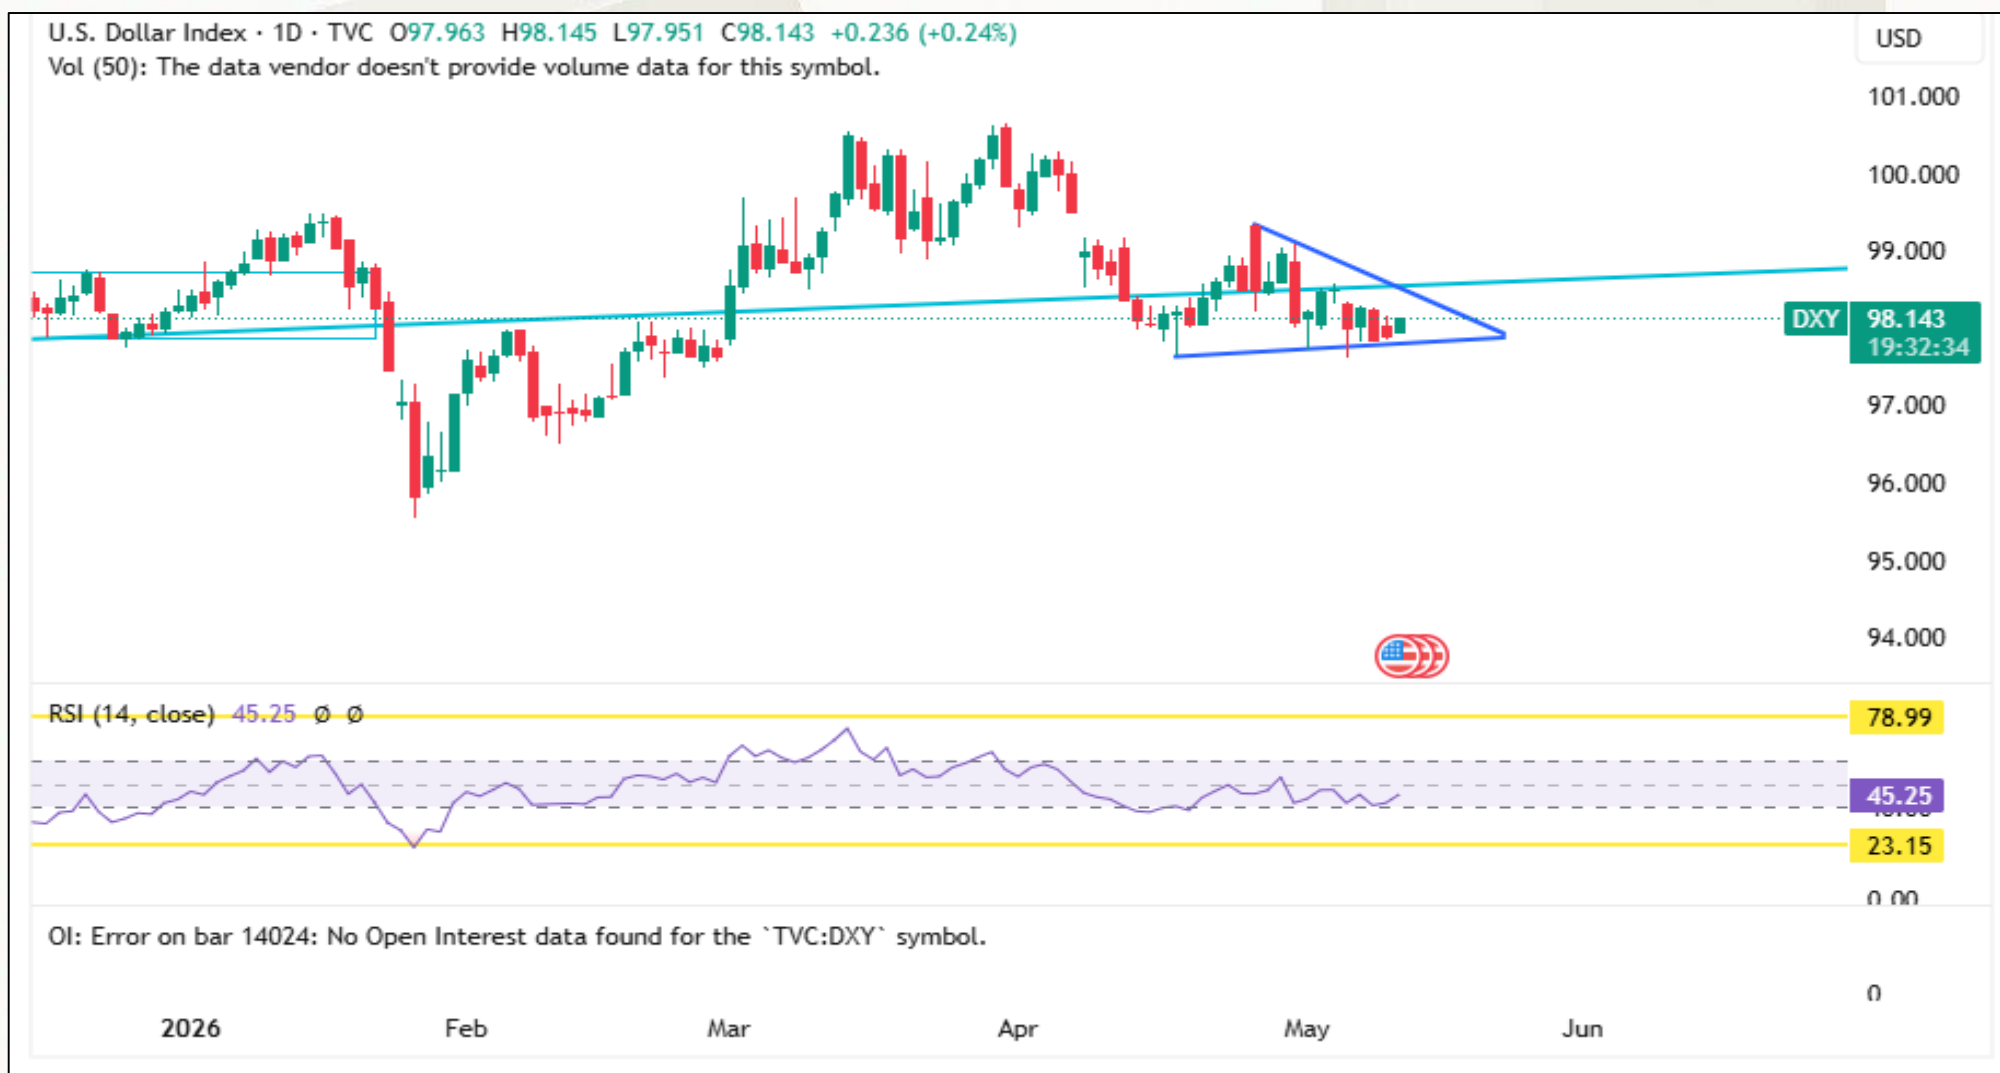 U.S. Dollar Index · 1D · TVC O97.963 H98.145 L97.951 C98.143 +0.236 (+0.24%)
Vol (50): The data vendor doesn't provide volume data for this symbol.
USD
101.000
100.000
99.000
DXY 98.143
19:32:34
97.000
96.000
95.000
94.000
RSI (14, close) 45.25 Ø Ø
78.99
45.25
23.15
0.00
OI: Error on bar 14024: No Open Interest data found for the `TVC:DXY` symbol.
0
2026 Feb Mar Apr May Jun